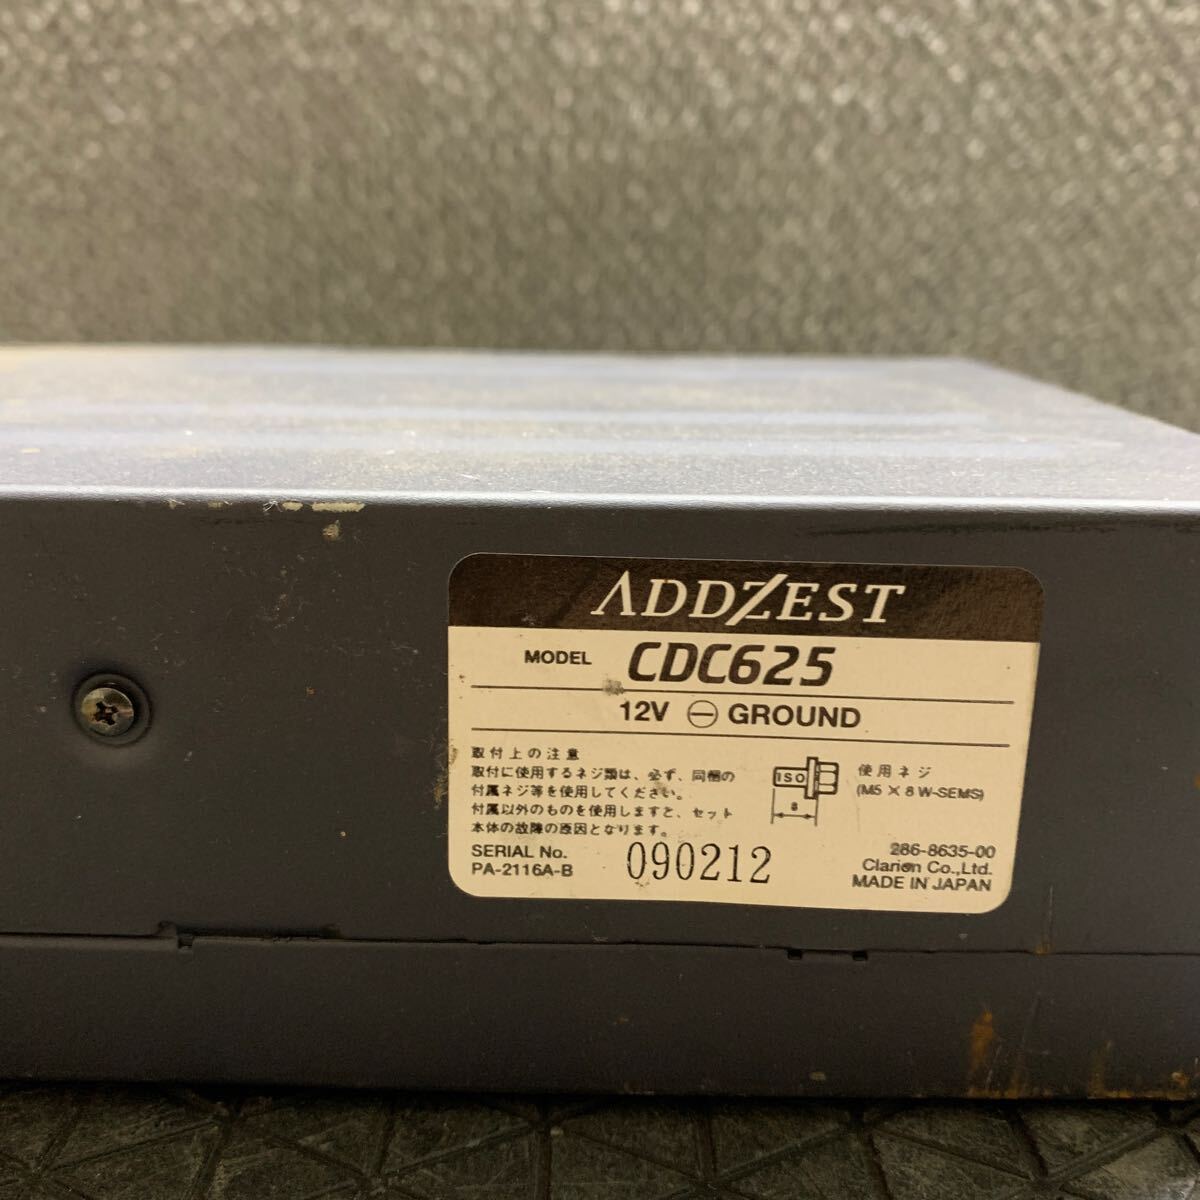 ADDZEST
MODEL CDC625
12V ⊖ GROUND
取付上の注意
取付に使用するネジ類は、必ず、同梱の
付属ネジ等を使用してください。
付属以外のものを使用しますと、セット
本体の故障の原因となります。
ISO
8
使用ネジ
(M5 × 8 W-SEMS)
SERIAL No.
PA-2116A-B
090212
286-8635-00
Clarion Co.,Ltd.
MADE IN JAPAN